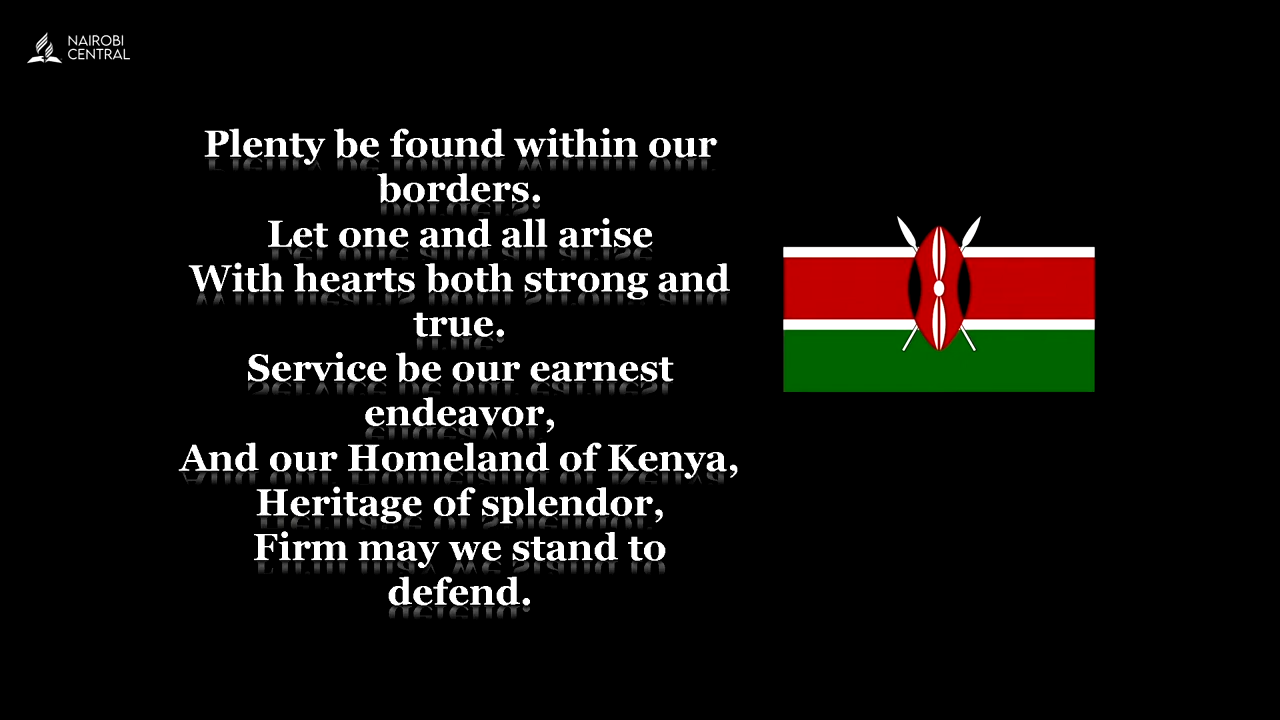 NAIROBI
CENTRAL
Plenty be found within our
borders.
Let one and all arise
With hearts both strong and
true.
Service be our earnest
endeavor,
And our Homeland of Kenya,
Heritage of splendor,
Firm may we stand to
defend.